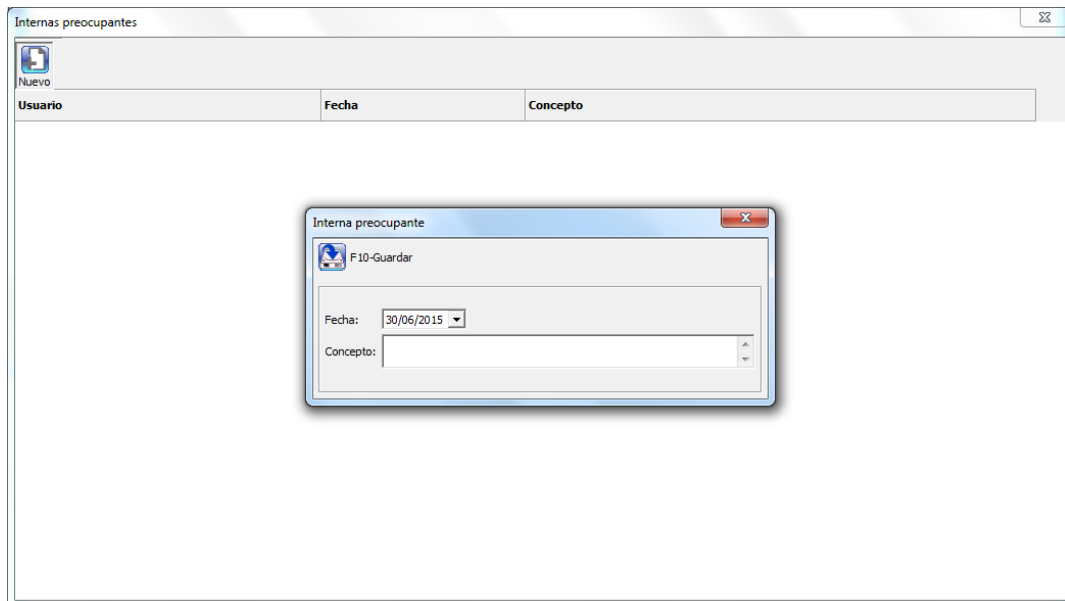 Internas preocupantes
Nuevo
Usuario Fecha Concepto
Interna preocupante
F10-Guardar
Fecha: 30/06/2015
Concepto: